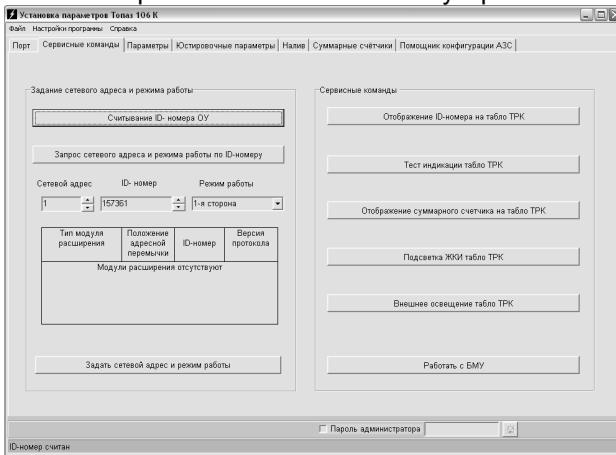 Установка параметров Топаз 106 К
Файл Настройки программы Справка
Порт Сервисные команды Параметры Юстировочные параметры Налив Суммарные счётчики Помощник конфигурации АЗС
Задание сетевого адреса и режима работы
Считывание ID- номера ОУ
Запрос сетевого адреса и режима работы по ID-номеру
Сетевой адрес ID- номер Режим работы
1 157361 1-я сторона
Тип модуля расширения Положение адресной перемычки ID-номер Версия протокола
Модули расширения отсутствуют
Задать сетевой адрес и режим работы
Сервисные команды
Отображение ID-номера на табло ТРК
Тест индикации табло ТРК
Отображение суммарного счетчика на табло ТРК
Подсветка ЖКИ табло ТРК
Внешнее освещение табло ТРК
Работать с БМУ
Пароль администратора
ID-номер считан